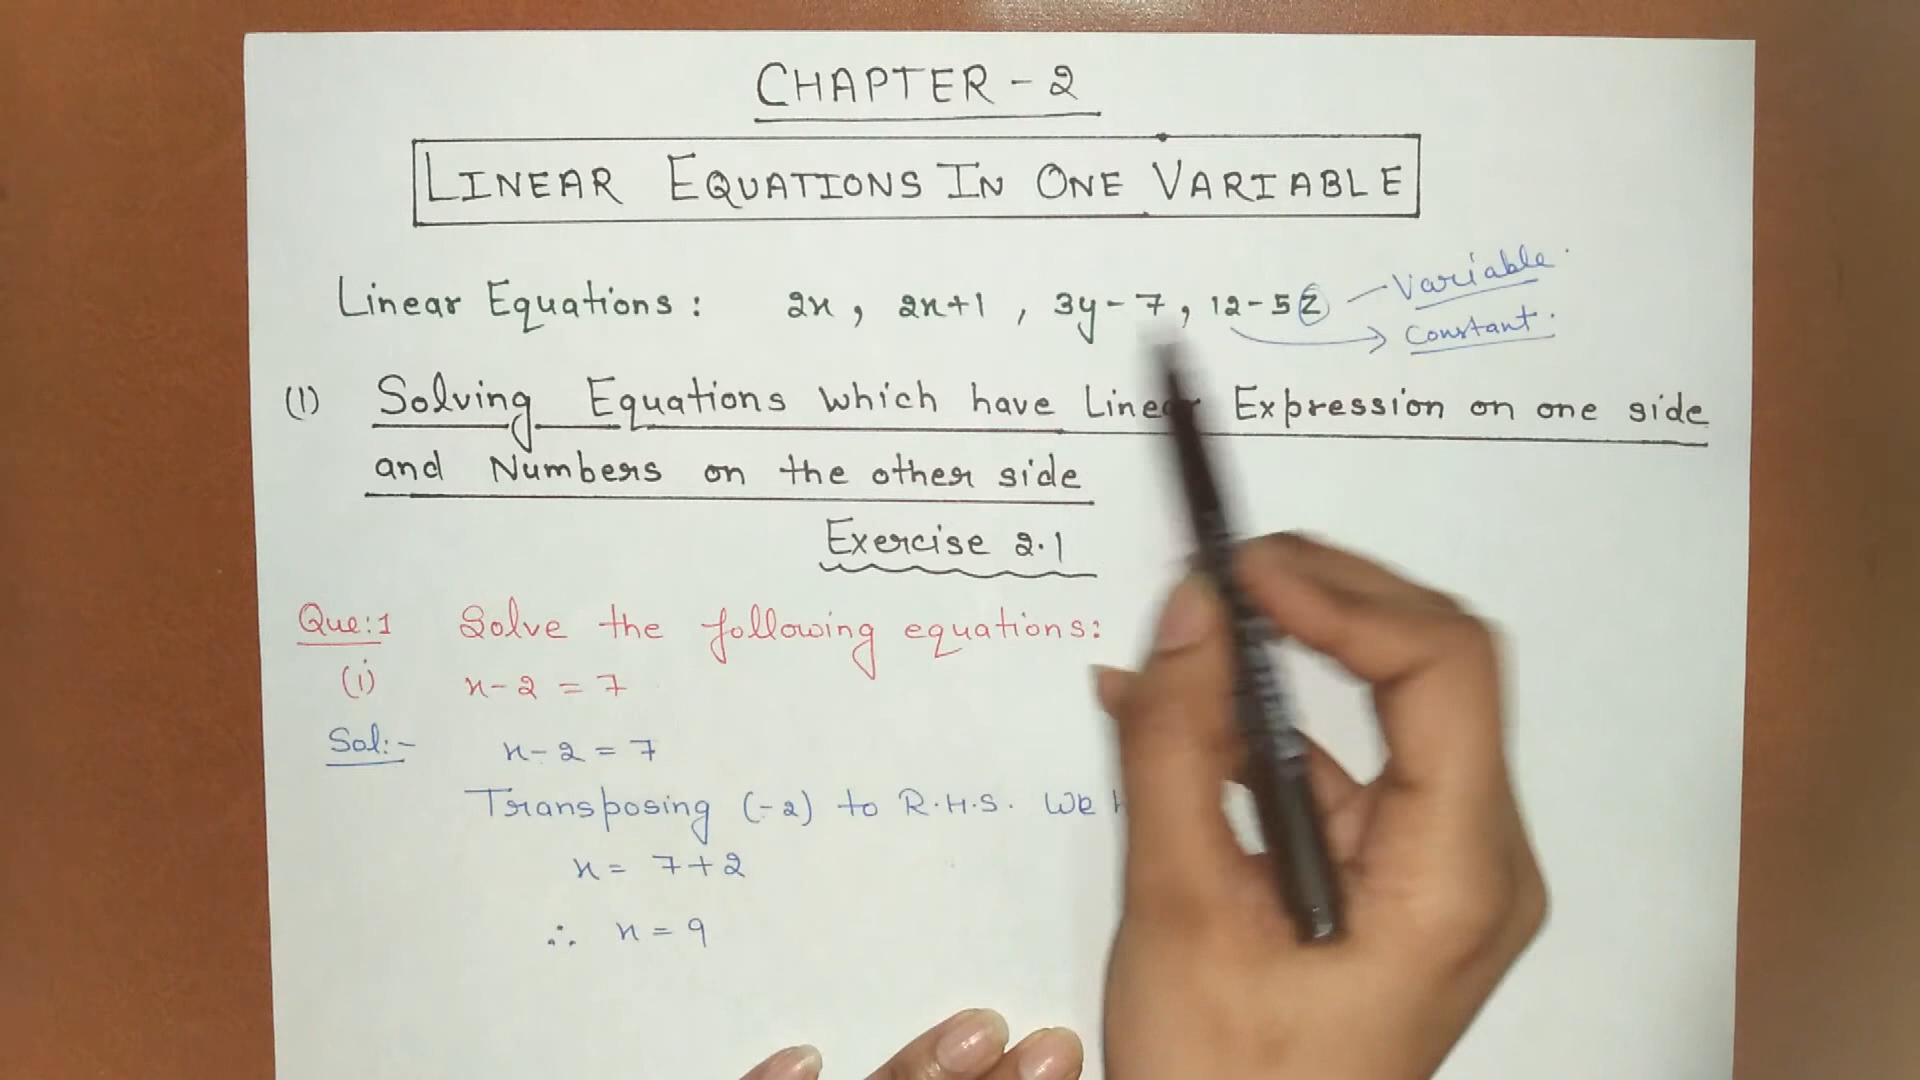 CHAPTER - 2
LINEAR EQUATIONS IN ONE VARIABLE
Linear Equations : 2x , 2x+1 , 3y-7 , 12-5z Variable
Constant
(1) Solving Equations which have Linear Expression on one side
and Numbers on the other side
Exercise 2.1
Que:1 Solve the following equations:
(i) x-2 = 7
Sol:- x-2 = 7
Transposing (-2) to R.H.S. we
x = 7+2
∴ x = 9